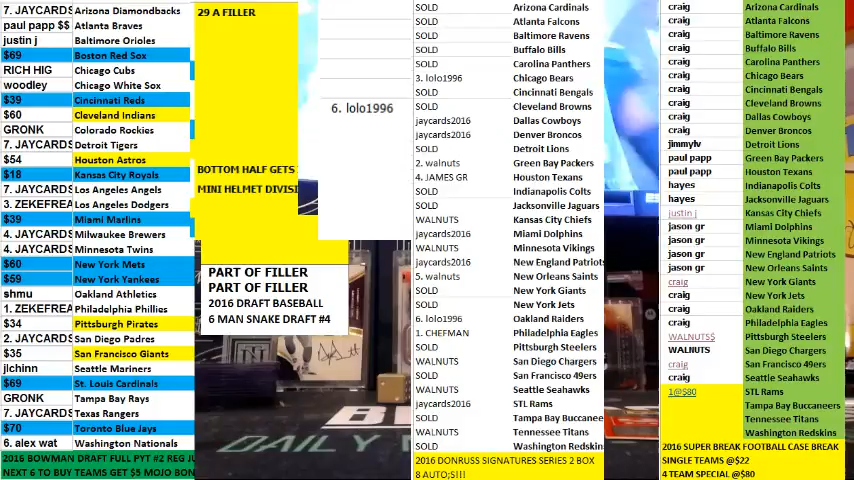 7. JAYCARDS Arizona Diamondbacks
paul papp $$ Atlanta Braves
justin j Baltimore Orioles
$69 Boston Red Sox
RICH HIG Chicago Cubs
woodley Chicago White Sox
$39 Cincinnati Reds
$60 Cleveland Indians
GRONK Colorado Rockies
7. JAYCARDS Detroit Tigers
$54 Houston Astros
$18 Kansas City Royals
7. JAYCARDS Los Angeles Angels
3. ZEKEFREA Los Angeles Dodgers
$39 Miami Marlins
4. JAYCARDS Milwaukee Brewers
4. JAYCARDS Minnesota Twins
$60 New York Mets
$59 New York Yankees
shmu Oakland Athletics
1. ZEKEFREA Philadelphia Phillies
$34 Pittsburgh Pirates
2. JAYCARDS San Diego Padres
$35 San Francisco Giants
jlchinn Seattle Mariners
$69 St. Louis Cardinals
GRONK Tampa Bay Rays
7. JAYCARDS Texas Rangers
$70 Toronto Blue Jays
6. alex wat Washington Nationals
2016 BOWMAN DRAFT FULL PYT #2 REG JU
NEXT 6 TO BUY TEAMS GET $5 MOJO BON
29 A FILLER
BOTTOM HALF GETS
MINI HELMET DIVISI
6. lolo1996
PART OF FILLER
PART OF FILLER
2016 DRAFT BASEBALL
6 MAN SNAKE DRAFT #4
DAILY
SOLD Arizona Cardinals
SOLD Atlanta Falcons
SOLD Baltimore Ravens
SOLD Buffalo Bills
SOLD Carolina Panthers
3. lolo1996 Chicago Bears
SOLD Cincinnati Bengals
SOLD Cleveland Browns
jaycards2016 Dallas Cowboys
jaycards2016 Denver Broncos
SOLD Detroit Lions
2. walnuts Green Bay Packers
4. JAMES GR Houston Texans
SOLD Indianapolis Colts
SOLD Jacksonville Jaguars
WALNUTS Kansas City Chiefs
jaycards2016 Miami Dolphins
WALNUTS Minnesota Vikings
jaycards2016 New England Patriots
5. walnuts New Orleans Saints
SOLD New York Giants
SOLD New York Jets
6. lolo1996 Oakland Raiders
1. CHEFMAN Philadelphia Eagles
SOLD Pittsburgh Steelers
WALNUTS San Diego Chargers
SOLD San Francisco 49ers
WALNUTS Seattle Seahawks
jaycards2016 STL Rams
SOLD Tampa Bay Buccanee
WALNUTS Tennessee Titans
SOLD Washington Redskin
2016 DONRUSS SIGNATURES SERIES 2 BOX
8 AUTO;S!!!
craig Arizona Cardinals
craig Atlanta Falcons
craig Baltimore Ravens
craig Buffalo Bills
craig Carolina Panthers
craig Chicago Bears
craig Cincinnati Bengals
craig Cleveland Browns
craig Dallas Cowboys
craig Denver Broncos
jimmylv Detroit Lions
paul papp Green Bay Packers
paul papp Houston Texans
hayes Indianapolis Colts
hayes Jacksonville Jaguars
justin j Kansas City Chiefs
jason gr Miami Dolphins
jason gr Minnesota Vikings
jason gr New England Patriots
jason gr New Orleans Saints
craig New York Giants
craig New York Jets
craig Oakland Raiders
craig Philadelphia Eagles
WALNUTS$ Pittsburgh Steelers
WALNUTS San Diego Chargers
craig San Francisco 49ers
craig Seattle Seahawks
1@$80 STL Rams
Tampa Bay Buccaneers
Tennessee Titans
Washington Redskins
2016 SUPER BREAK FOOTBALL CASE BREAK
SINGLE TEAMS @$22
4 TEAM SPECIAL @$80